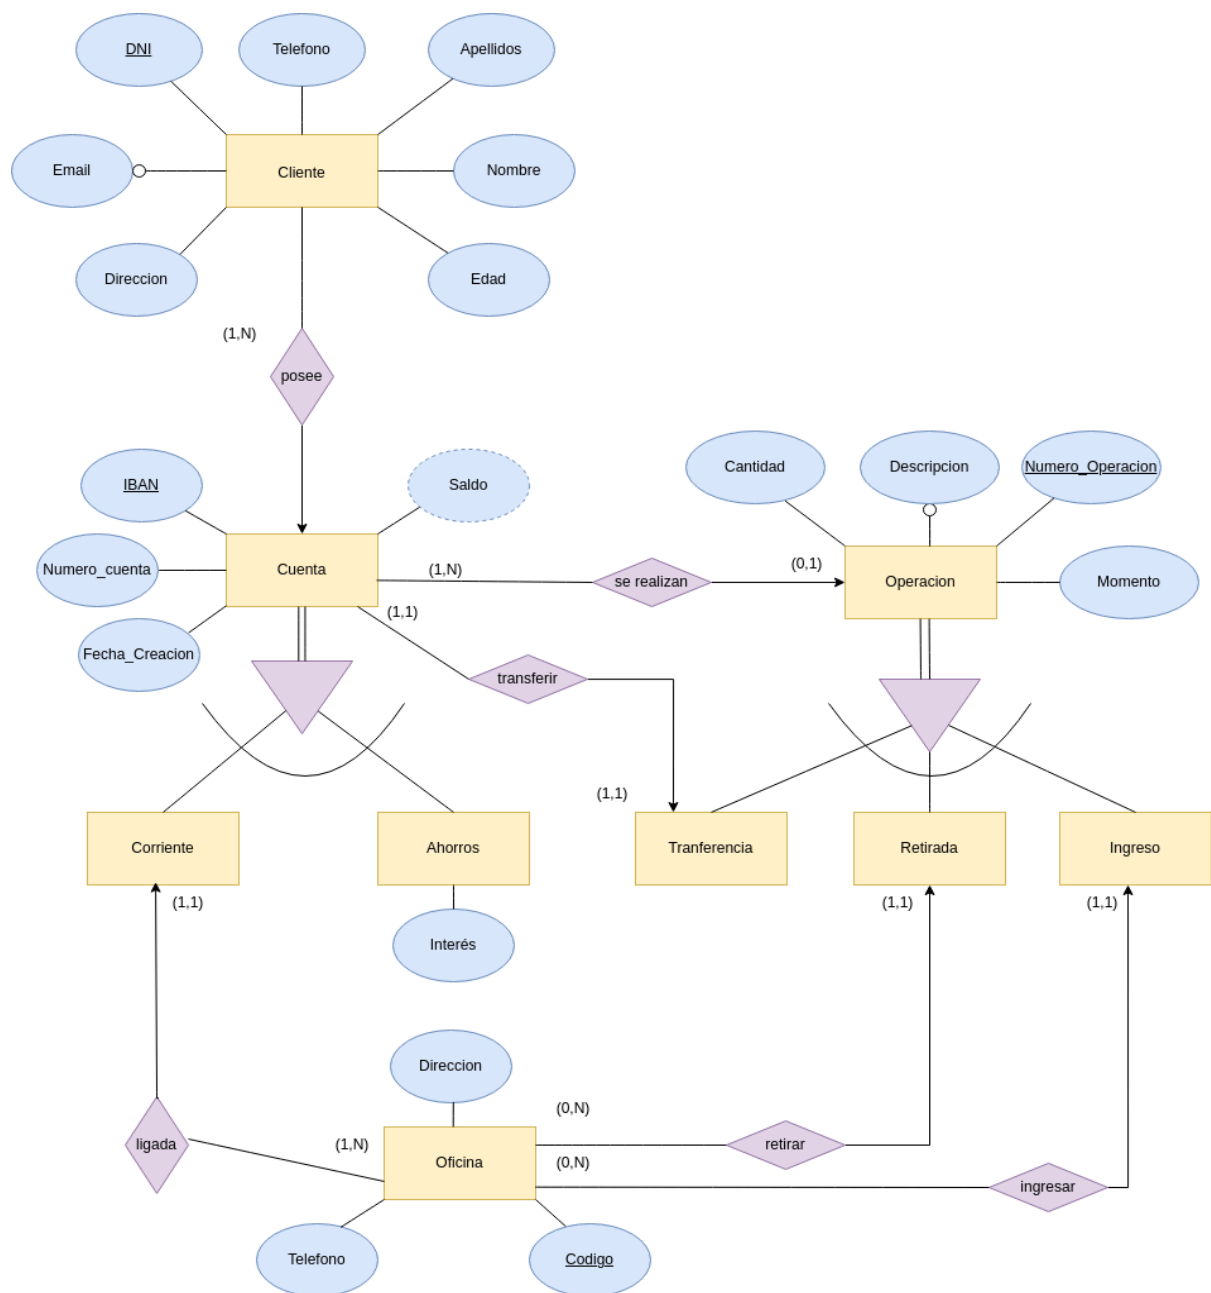 DNI
Telefono
Apellidos
Email
Cliente
Nombre
Direccion
Edad
(1,N)
posee
IBAN
Saldo
Cantidad
Descripcion
Numero_Operacion
Numero_cuenta
Cuenta
(1,N)
se realizan
(0,1)
Operacion
Momento
(1,1)
Fecha_Creacion
transferir
(1,1)
Corriente
Ahorros
Tranferencia
Retirada
Ingreso
(1,1)
(1,1)
(1,1)
Interés
Direccion
(0,N)
ligada
(1,N)
Oficina
retirar
(0,N)
ingresar
Telefono
Codigo